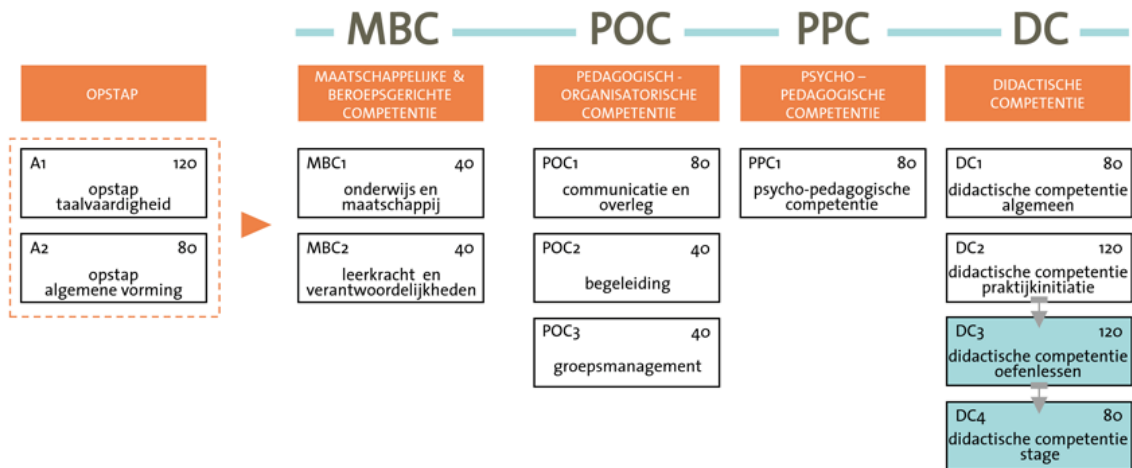 MBC
POC
PPC
DC
OPSTAP
MAATSCHAPPELIJKE &
BEROEPSGERICHTE
COMPETENTIE
PEDAGOGISCH -
ORGANISATORISCHE
COMPETENTIE
PSYCHO –
PEDAGOGISCHE
COMPETENTIE
DIDACTISCHE
COMPETENTIE
A1 120
opstap
taalvaardigheid
A2 80
opstap
algemene vorming
MBC1 40
onderwijs en
maatschappij
MBC2 40
leerkracht en
verantwoordelijkheden
POC1 80
communicatie en
overleg
POC2 40
begeleiding
POC3 40
groepsmanagement
PPC1 80
psycho-pedagogische
competentie
DC1 80
didactische competentie
algemeen
DC2 120
didactische competentie
praktijkinitiatie
DC3 120
didactische competentie
oefenlessen
DC4 80
didactische competentie
stage